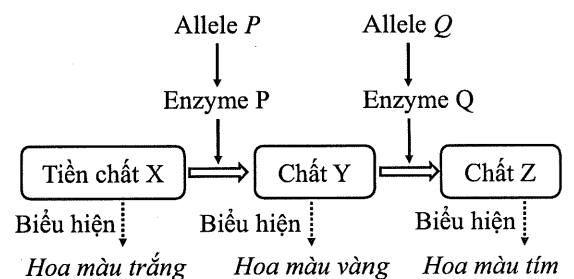 Allele P Allele Q
Enzyme P Enzyme Q
Tiền chất X Chất Y Chất Z
Biểu hiện Biểu hiện Biểu hiện
Hoa màu trắng Hoa màu vàng Hoa màu tím